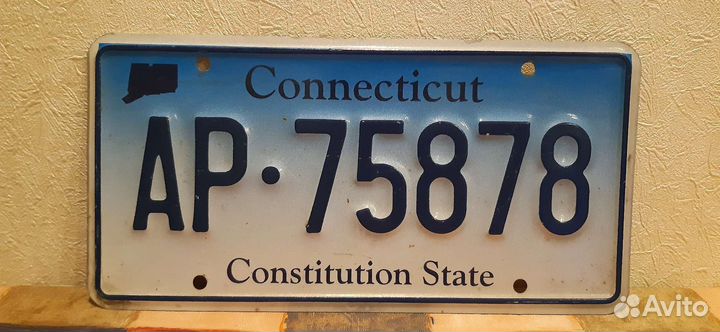 Connecticut
AP·75878
Constitution State
Avito